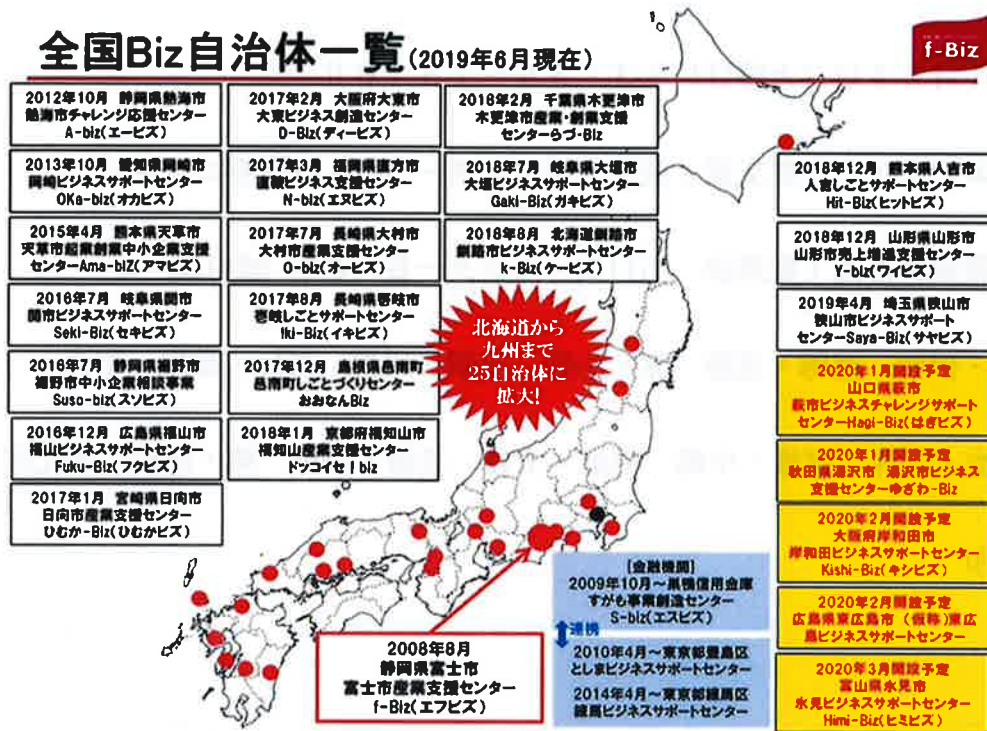 全国Biz自治体一覧(2019年6月現在)
f-Biz
2012年10月 静岡県熱海市
熱海市チャレンジ応援センター
A-biz(エービズ)
2013年10月 愛知県岡崎市
岡崎ビジネスサポートセンター
OKa-biz(オカビズ)
2015年4月 熊本県天草市
天草市起業創業中小企業支援
センターAma-biZ(アマビズ)
2016年7月 岐阜県関市
関市ビジネスサポートセンター
Seki-Biz(セキビズ)
2016年7月 静岡県裾野市
裾野市中小企業相談事業
Suso-biz(スソビズ)
2016年12月 広島県福山市
福山ビジネスサポートセンター
Fuku-Biz(フクビズ)
2017年1月 宮崎県日向市
日向市産業支援センター
ひむか-Biz(ひむかビズ)
2017年2月 大阪府大東市
大東ビジネス創造センター
D-Biz(ディービズ)
2017年3月 福岡県直方市
直鞍ビジネス支援センター
N-biz(エヌビズ)
2017年7月 長崎県大村市
大村市産業支援センター
O-biz(オービズ)
2017年8月 長崎県壱岐市
壱岐しごとサポートセンター
Iki-Biz(イキビズ)
2017年12月 島根県邑南町
邑南町しごとづくりセンター
おおなんBiz
2018年1月 京都府福知山市
福知山産業支援センター
ドッコイセ!biz
2018年2月 千葉県木更津市
木更津市産業・創業支援
センターらづ-Biz
2018年7月 岐阜県大垣市
大垣ビジネスサポートセンター
Gaki-Biz(ガキビズ)
2018年8月 北海道釧路市
釧路市ビジネスサポートセンター
k-Biz(ケービズ)
北海道から
九州まで
25自治体に
拡大!
2018年12月 熊本県人吉市
人吉しごとサポートセンター
Hit-Biz(ヒットビズ)
2018年12月 山形県山形市
山形市売上増進支援センター
Y-biz(ワイビズ)
2019年4月 埼玉県狭山市
狭山市ビジネスサポート
センターSaya-Biz(サヤビズ)
2020年1月開設予定
山口県萩市
萩市ビジネスチャレンジサポート
センターHagi-Biz(はぎビズ)
2020年1月開設予定
秋田県湯沢市 湯沢市ビジネス
支援センターゆざわ-Biz
2020年2月開設予定
大阪府岸和田市
岸和田ビジネスサポートセンター
Kishi-Biz(キシビズ)
2020年2月開設予定
広島県東広島市 (仮称)東広
島ビジネスサポートセンター
2020年3月開設予定
富山県氷見市
氷見ビジネスサポートセンター
Himi-Biz(ヒミビズ)
2008年8月
静岡県富士市
富士市産業支援センター
f-Biz(エフビズ)
[金融機関]
2009年10月~巣鴨信用金庫
すがも事業創造センター
S-biz(エスビズ)
連携
2010年4月~東京都豊島区
としまビジネスサポートセンター
2014年4月~東京都練馬区
練馬ビジネスサポートセンター